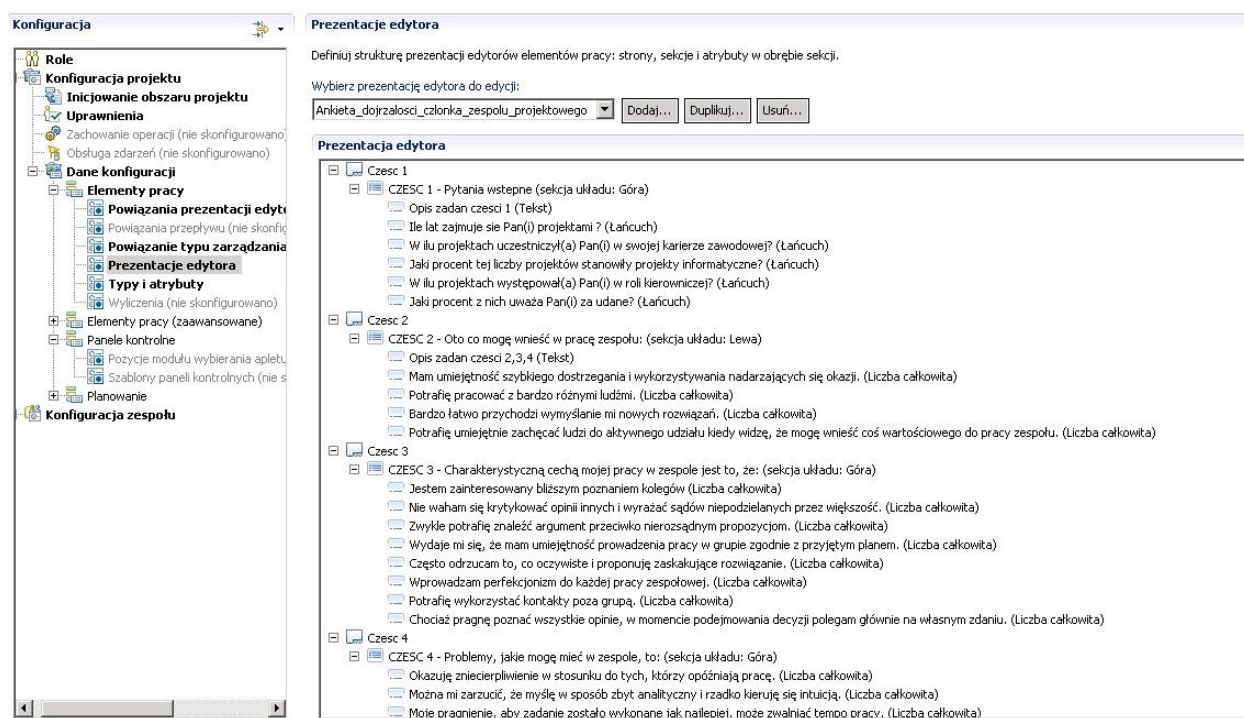 Konfiguracja
Role
Konfiguracja projektu
Inicjowanie obszaru projektu
Uprawnienia
Zachowanie operacji (nie skonfigurowano)
Obsługa zdarzeń (nie skonfigurowano)
Dane konfiguracji
Elementy pracy
Powiązania prezentacji edyto
Powiązania przepływu (nie skonfig
Powiązanie typu zarządzania
Prezentacje edytora
Typy i atrybuty
Wyliczenia (nie skonfigurowano)
Elementy pracy (zaawansowane)
Panele kontrolne
Pozycje modułu wybierania apletu
Szablony paneli kontrolnych (nie s
Planowanie
Konfiguracja zespołu
Prezentacje edytora
Definiuj strukturę prezentacji edytorów elementów pracy: strony, sekcje i atrybuty w obrębie sekcji.
Wybierz prezentację edytora do edycji:
Ankieta_dojrzalosci_czlonka_zespolu_projektowego Dodaj... Duplikuj... Usuń...
Prezentacja edytora
Czesc 1
CZESC 1 - Pytania wstepne (sekcja układu: Góra)
Opis zadan czesci 1 (Tekst)
Ile lat zajmuje sie Pan(i) projektami ? (Łańcuch)
W ilu projektach uczestniczył(a) Pan(i) w swojej karierze zawodowej? (Łańcuch)
Jaki procent tej liczby projektów stanowiły projekty informatyczne? (Łańcuch)
W ilu projektach występował(a) Pan(i) w roli kierowniczej? (Łańcuch)
Jaki procent z nich uważa Pan(i) za udane? (Łańcuch)
Czesc 2
CZESC 2 - Oto co mogę wnieść w pracę zespołu: (sekcja układu: Lewa)
Opis zadan czesci 2,3,4 (Tekst)
Mam umiejętność szybkiego dostrzegania i wykorzystywania nadarzających się okazji. (Liczba całkowita)
Potrafię pracować z bardzo różnymi ludźmi. (Liczba całkowita)
Bardzo łatwo przychodzi wymyślanie mi nowych rozwiązań. (Liczba całkowita)
Potrafię umiejętnie zachęcać ludzi do aktywnego udziału kiedy widzę, że mogę wnieść coś wartościowego do pracy zespołu. (Liczba całkowita)
Czesc 3
CZESC 3 - Charakterystyczną cechą mojej pracy w zespole jest to, że: (sekcja układu: Góra)
Jestem zainteresowany bliższym poznaniem kolegów (Liczba całkowita)
Nie waham się krytykować opinii innych i wyrażać sądów niepodzielanych przez większość. (Liczba całkowita)
Zwykle potrafię znaleźć argument przeciwko nierozsądnym propozycjom. (Liczba całkowita)
Wydaje mi się, że mam umiejętność prowadzenia pracy w grupie zgodnie z przyjętym planem. (Liczba całkowita)
Często odrzucam to, co oczywiste i proponuję zaskakujące rozwiązanie. (Liczba całkowita)
Wprowadzam perfekcjonizm do każdej pracy zespołowej. (Liczba całkowita)
Potrafię wykorzystać kontakty poza grupą. (Liczba całkowita)
Chociaż pragnę poznać wszystkie opinie, w momencie podejmowania decyzji polegam głównie na własnym zdaniu. (Liczba całkowita)
Czesc 4
CZESC 4 - Problemy, jakie mogę mieć w zespole, to: (sekcja układu: Góra)
Okazuję zniecierpliwienie w stosunku do tych, którzy opóźniają pracę. (Liczba całkowita)
Można mi zarzucić, że myślę w sposób zbyt analityczny i rzadko kieruję się intuicją. (Liczba całkowita)
Moje pragnienie, aby zadanie zostało wykonane jak najlepiej, może zwalniać tempo pracy. (Liczba całkowita)